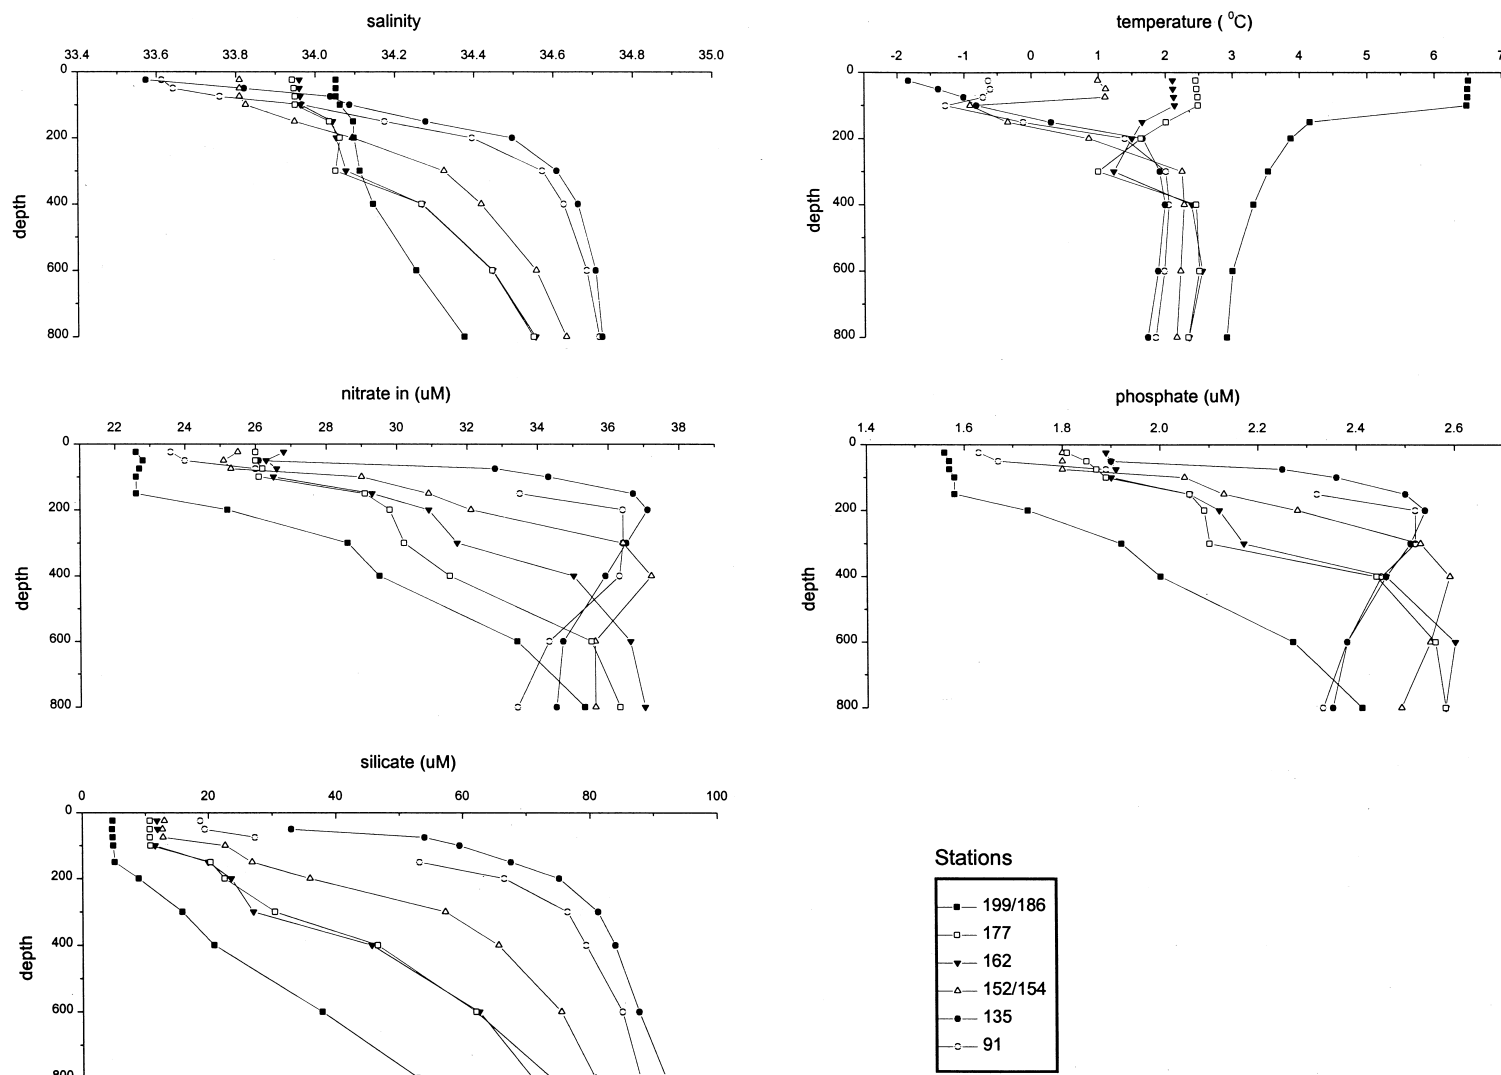 salinity
33.4 33.6 33.8 34.0 34.2 34.4 34.6 34.8 35.0
0
200
400
600
800
depth
temperature ( °C)
-2 -1 0 1 2 3 4 5 6 7
0
200
400
600
800
depth
nitrate in (uM)
22 24 26 28 30 32 34 36 38
0
200
400
600
800
depth
phosphate (uM)
1.4 1.6 1.8 2.0 2.2 2.4 2.6
0
200
400
600
800
depth
silicate (uM)
0 20 40 60 80 100
0
200
400
600
800
depth
Stations
199/186
177
162
152/154
135
91